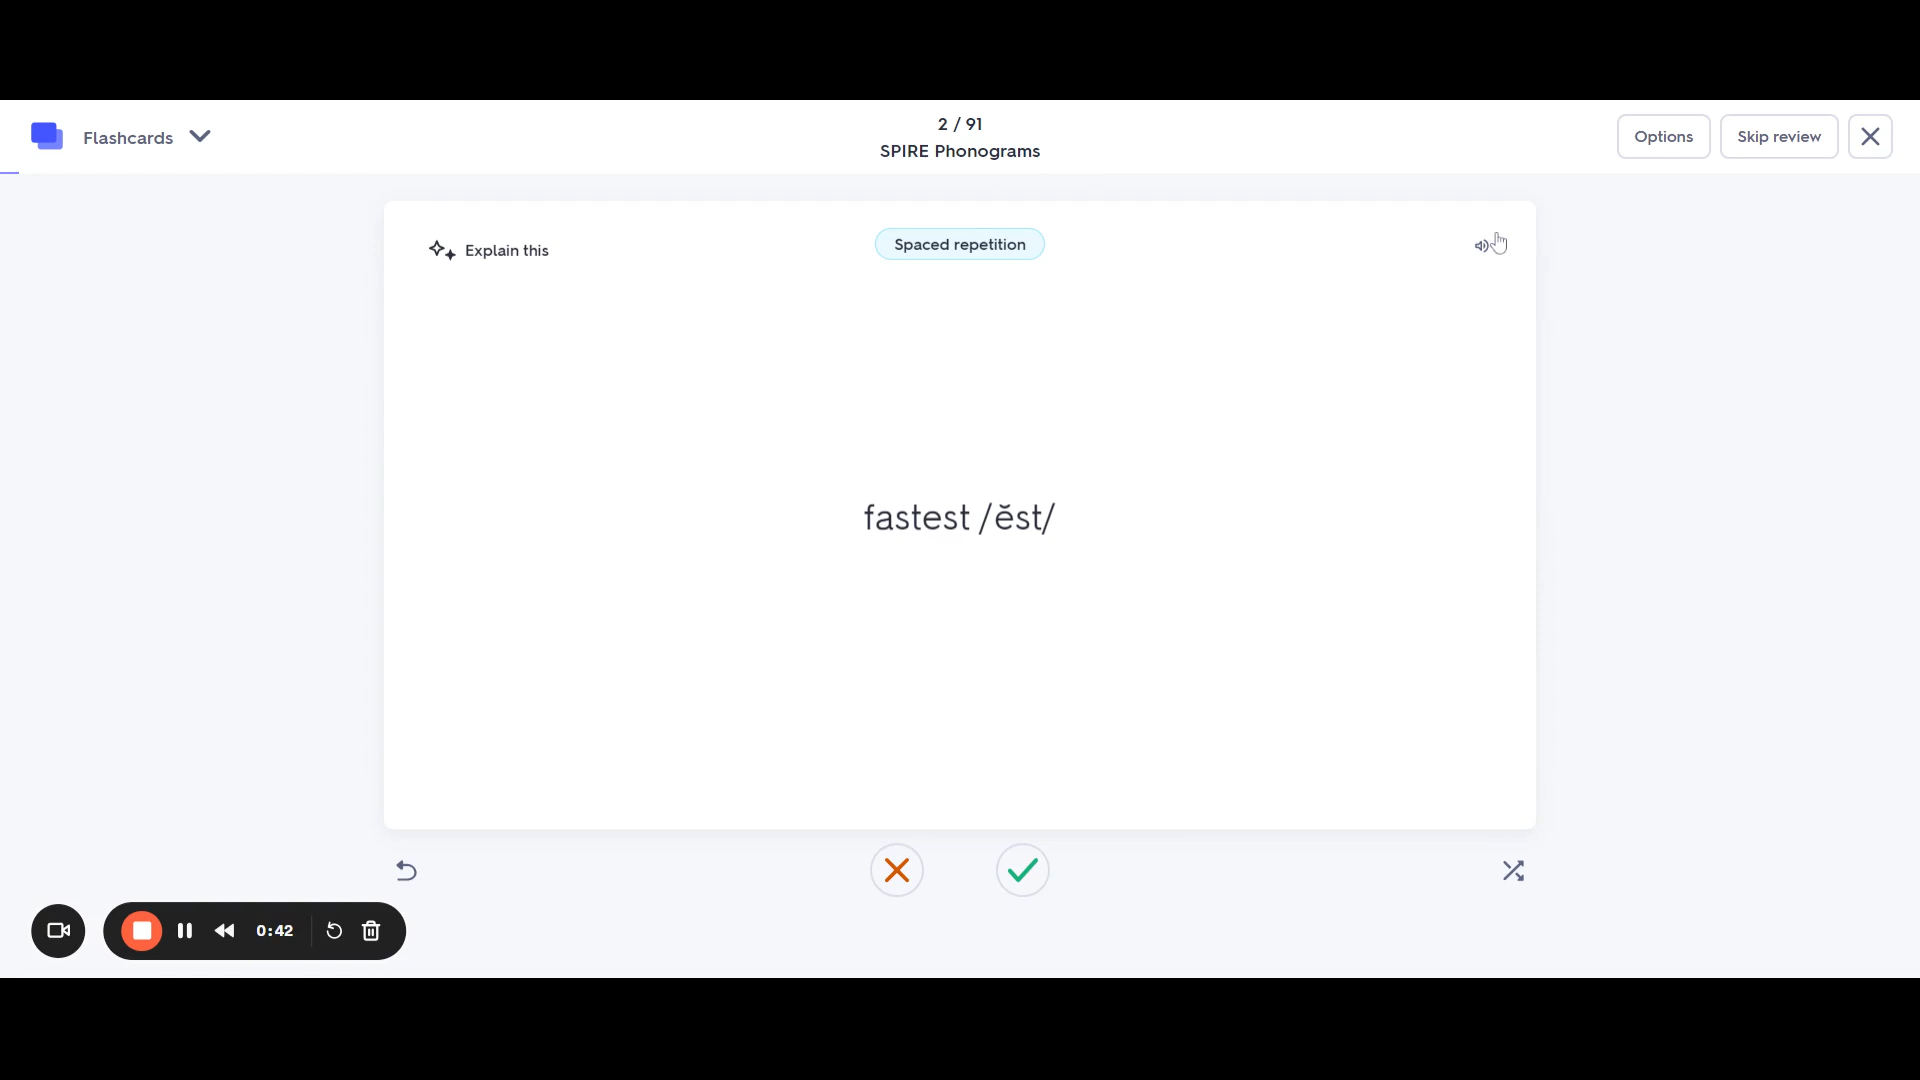 Flashcards
2 / 91
SPIRE Phonograms
Options
Skip review
Explain this
Spaced repetition
fastest /ĕst/
0:42